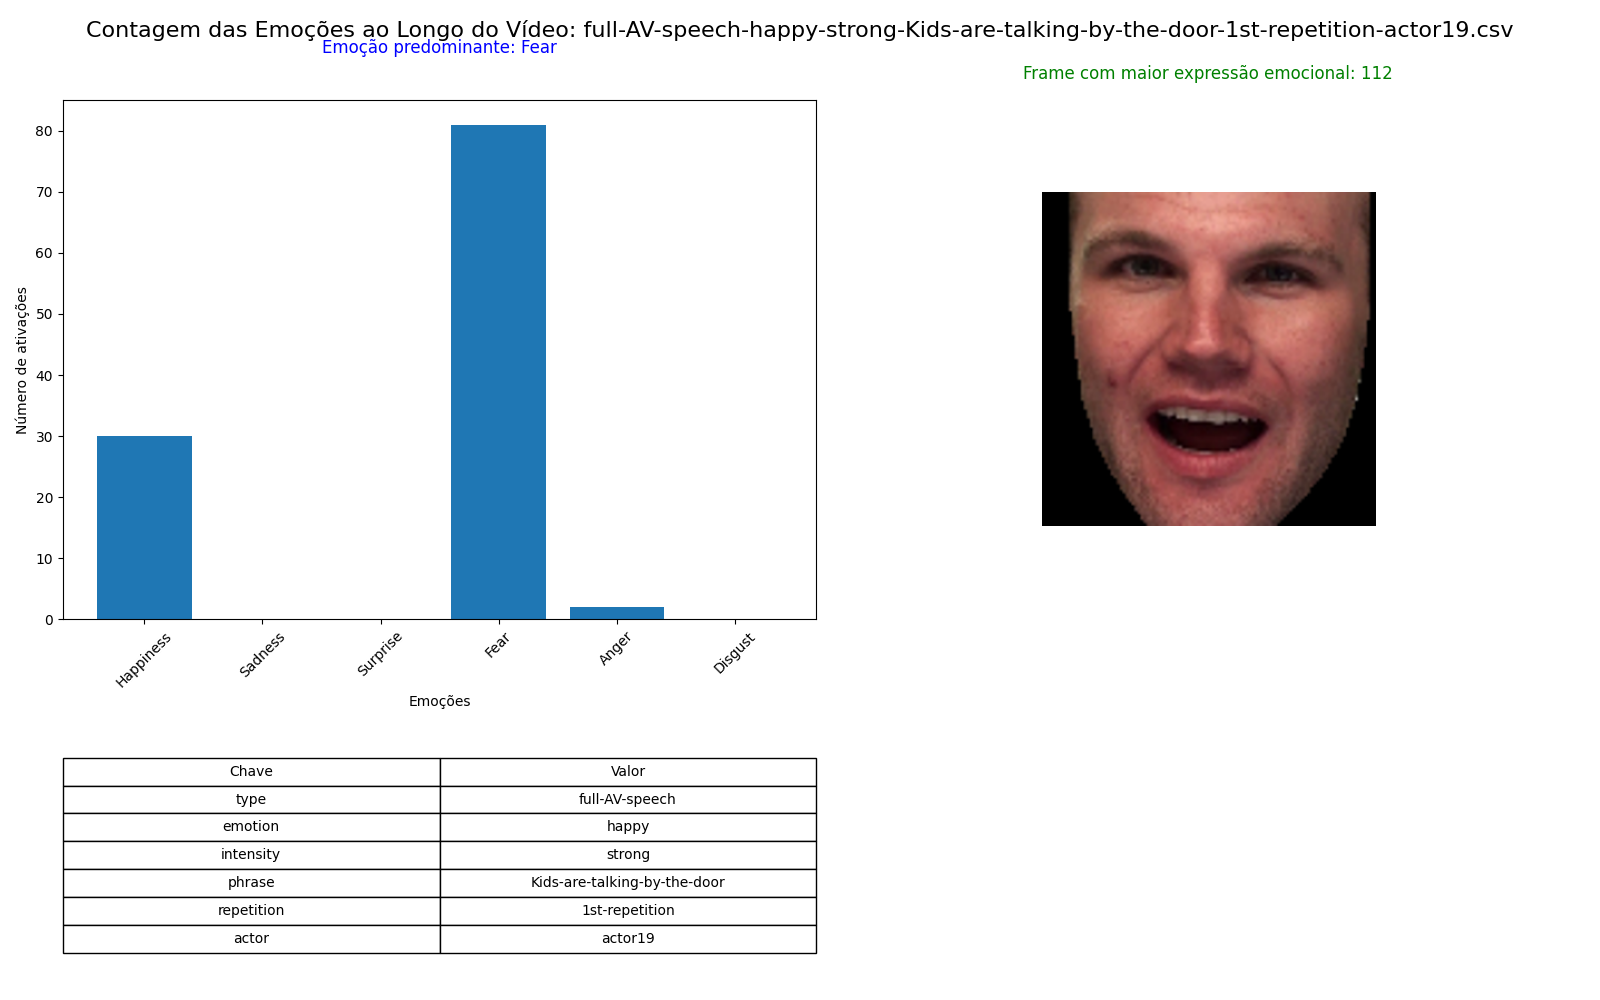 Contagem das Emoções ao Longo do Vídeo: full-AV-speech-happy-strong-Kids-are-talking-by-the-door-1st-repetition-actor19.csv
Emoção predominante: Fear
Frame com maior expressão emocional: 112
80
70
60
50
40
30
20
10
0
Número de ativações
Happiness
Sadness
Surprise
Fear
Anger
Disgust
Emoções
Chave Valor
type full-AV-speech
emotion happy
intensity strong
phrase Kids-are-talking-by-the-door
repetition 1st-repetition
actor actor19